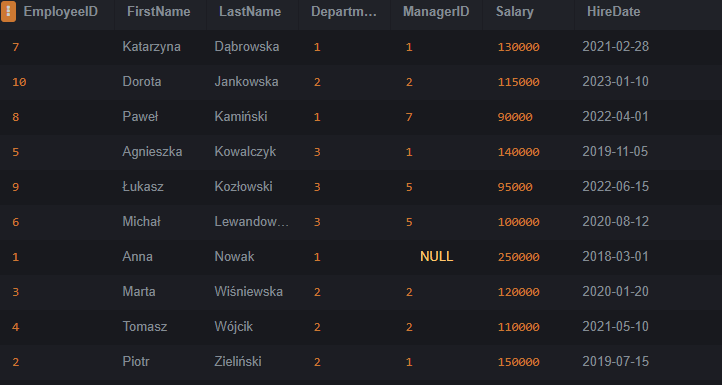 EmployeeID FirstName LastName Departm... ManagerID Salary HireDate
7 Katarzyna Dąbrowska 1 1 130000 2021-02-28
10 Dorota Jankowska 2 2 115000 2023-01-10
8 Paweł Kamiński 1 7 90000 2022-04-01
5 Agnieszka Kowalczyk 3 1 140000 2019-11-05
9 Łukasz Kozłowski 3 5 95000 2022-06-15
6 Michał Lewandow... 3 5 100000 2020-08-12
1 Anna Nowak 1 NULL 250000 2018-03-01
3 Marta Wiśniewska 2 2 120000 2020-01-20
4 Tomasz Wójcik 2 2 110000 2021-05-10
2 Piotr Zieliński 2 1 150000 2019-07-15